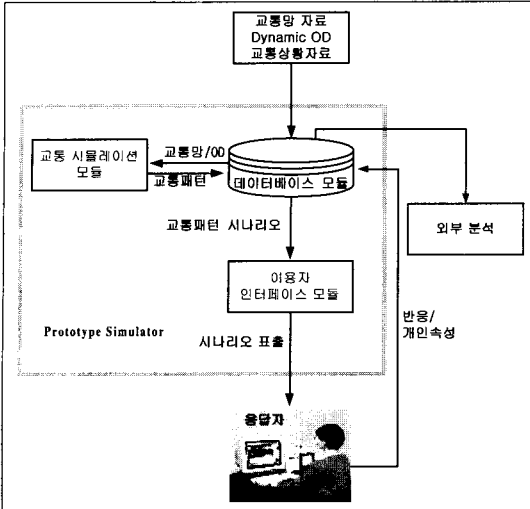 교통망 자료
Dynamic OD
교통상황자료
교통 시뮬레이션
모듈
교통망/OD
교통패턴
데이터베이스 모듈
외부 분석
교통패턴 시나리오
이용자
인터페이스 모듈
Prototype Simulator
시나리오 표출
반응/
개인속성
응답자